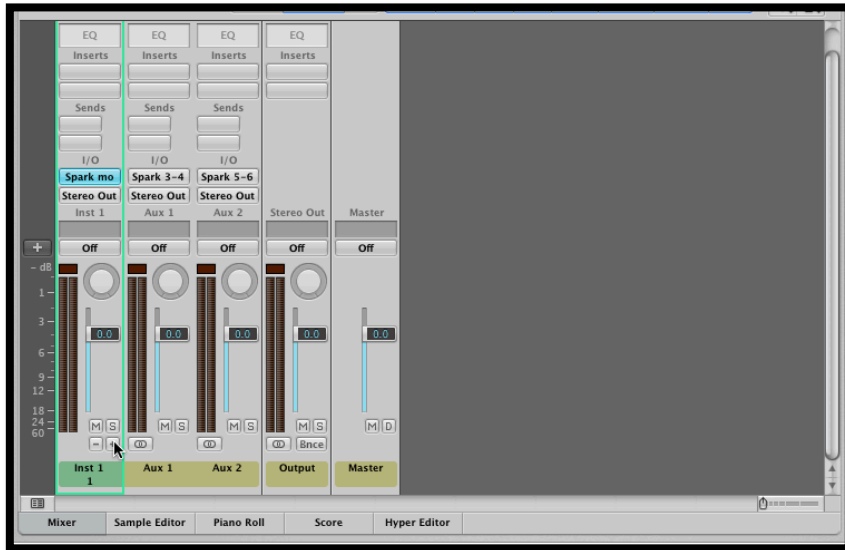 EQ EQ EQ EQ
Inserts Inserts Inserts Inserts
Sends Sends Sends
I/O I/O I/O
Spark mo Spark 3-4 Spark 5-6
Stereo Out Stereo Out Stereo Out
Inst 1 Aux 1 Aux 2 Stereo Out Master
+ Off Off Off Off Off
- dB
1
3 0.0 0.0 0.0 0.0 0.0
6
9
12
18
24 M S M S M S M S M D
60 - + Bnce
Inst 1 Aux 1 Aux 2 Output Master
1
Mixer Sample Editor Piano Roll Score Hyper Editor